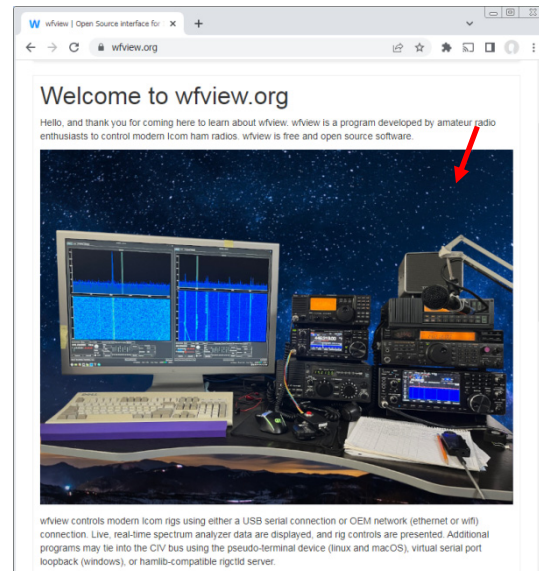 wfview | Open Source interface for
wfview.org
Welcome to wfview.org
Hello, and thank you for coming here to learn about wfview. wfview is a program developed by amateur radio
enthusiasts to control modern Icom ham radios. wfview is free and open source software.
wfview controls modern Icom rigs using either a USB serial connection or OEM network (ethernet or wifi)
connection. Live, real-time spectrum analyzer data are displayed, and rig controls are presented. Additional
programs may tie into the CIV bus using the pseudo-terminal device (linux and macOS), virtual serial port
loopback (windows), or hamlib-compatible rigctld server.